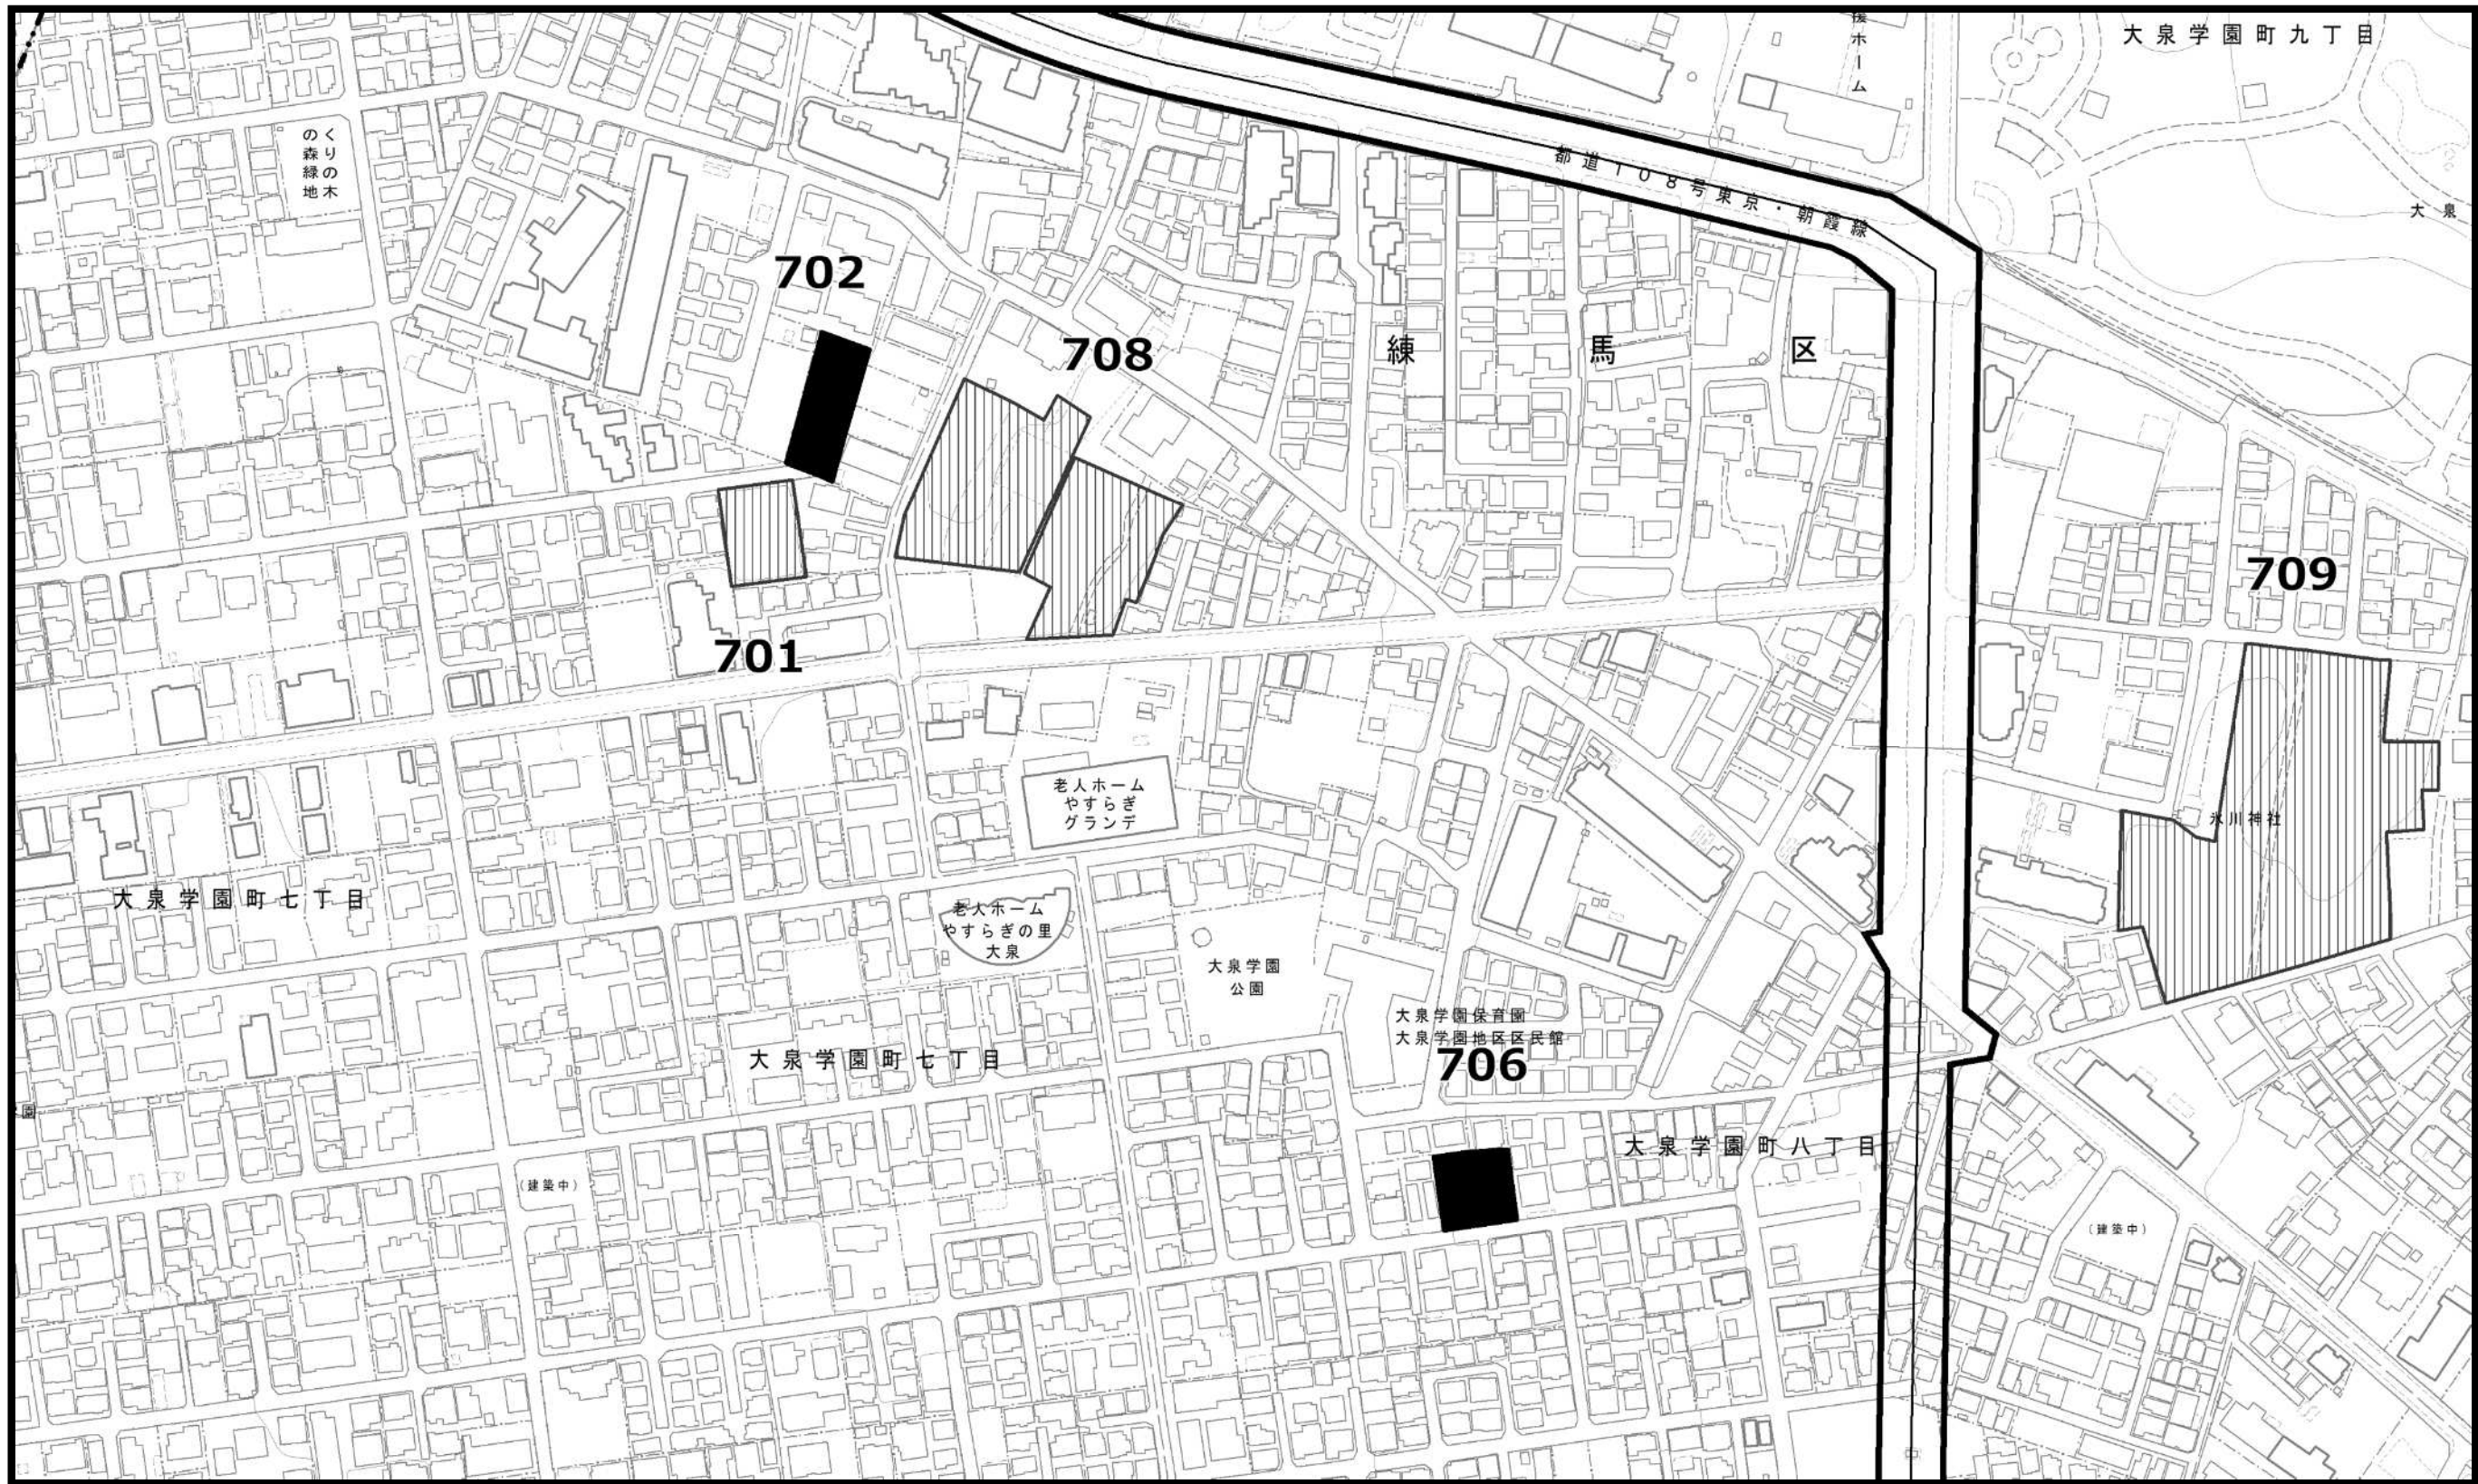 大泉学園町九丁目
援ホーム
くりの木
の森緑地
都道108号東京・朝霞線
大泉
702
708
練馬区
709
701
老人ホーム
やすらぎ
グランデ
氷川神社
大泉学園町七丁目
老人ホーム
やすらぎの里
大泉
大泉学園
公園
大泉学園保育園
大泉学園地区区民館
大泉学園町七丁目
706
園
大泉学園町八丁目
(建築中)
(建築中)